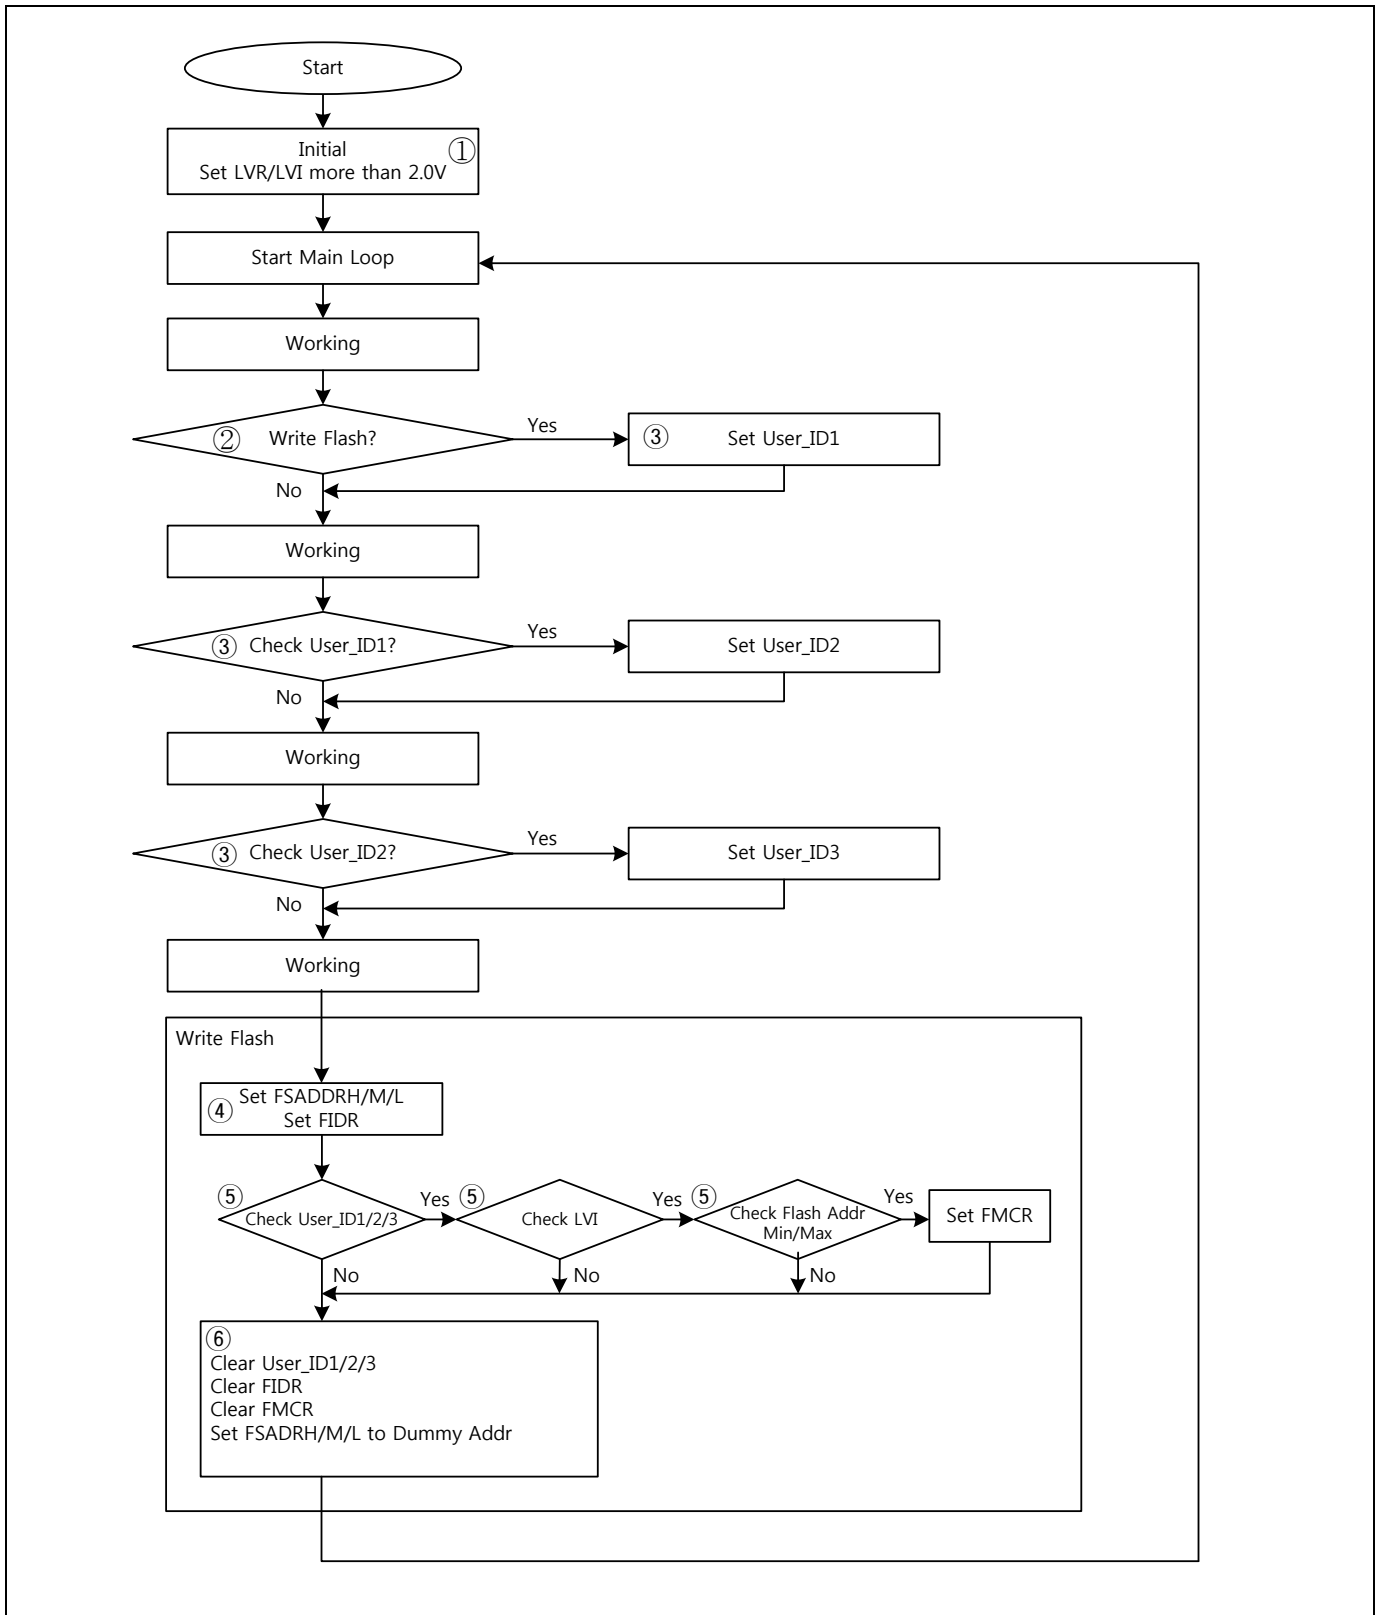 Start
Initial
①
Set LVR/LVI more than 2.0V
Start Main Loop
Working
② Write Flash?
Yes
③ Set User_ID1
No
Working
③ Check User_ID1?
Yes
Set User_ID2
No
Working
③ Check User_ID2?
Yes
Set User_ID3
No
Working
Write Flash
④
Set FSADDRH/M/L
Set FIDR
⑤
Check User_ID1/2/3
Yes
⑤
Check LVI
Yes
⑤
Check Flash Addr
Min/Max
Yes
Set FMCR
No
No
No
⑥
Clear User_ID1/2/3
Clear FIDR
Clear FMCR
Set FSADRH/M/L to Dummy Addr